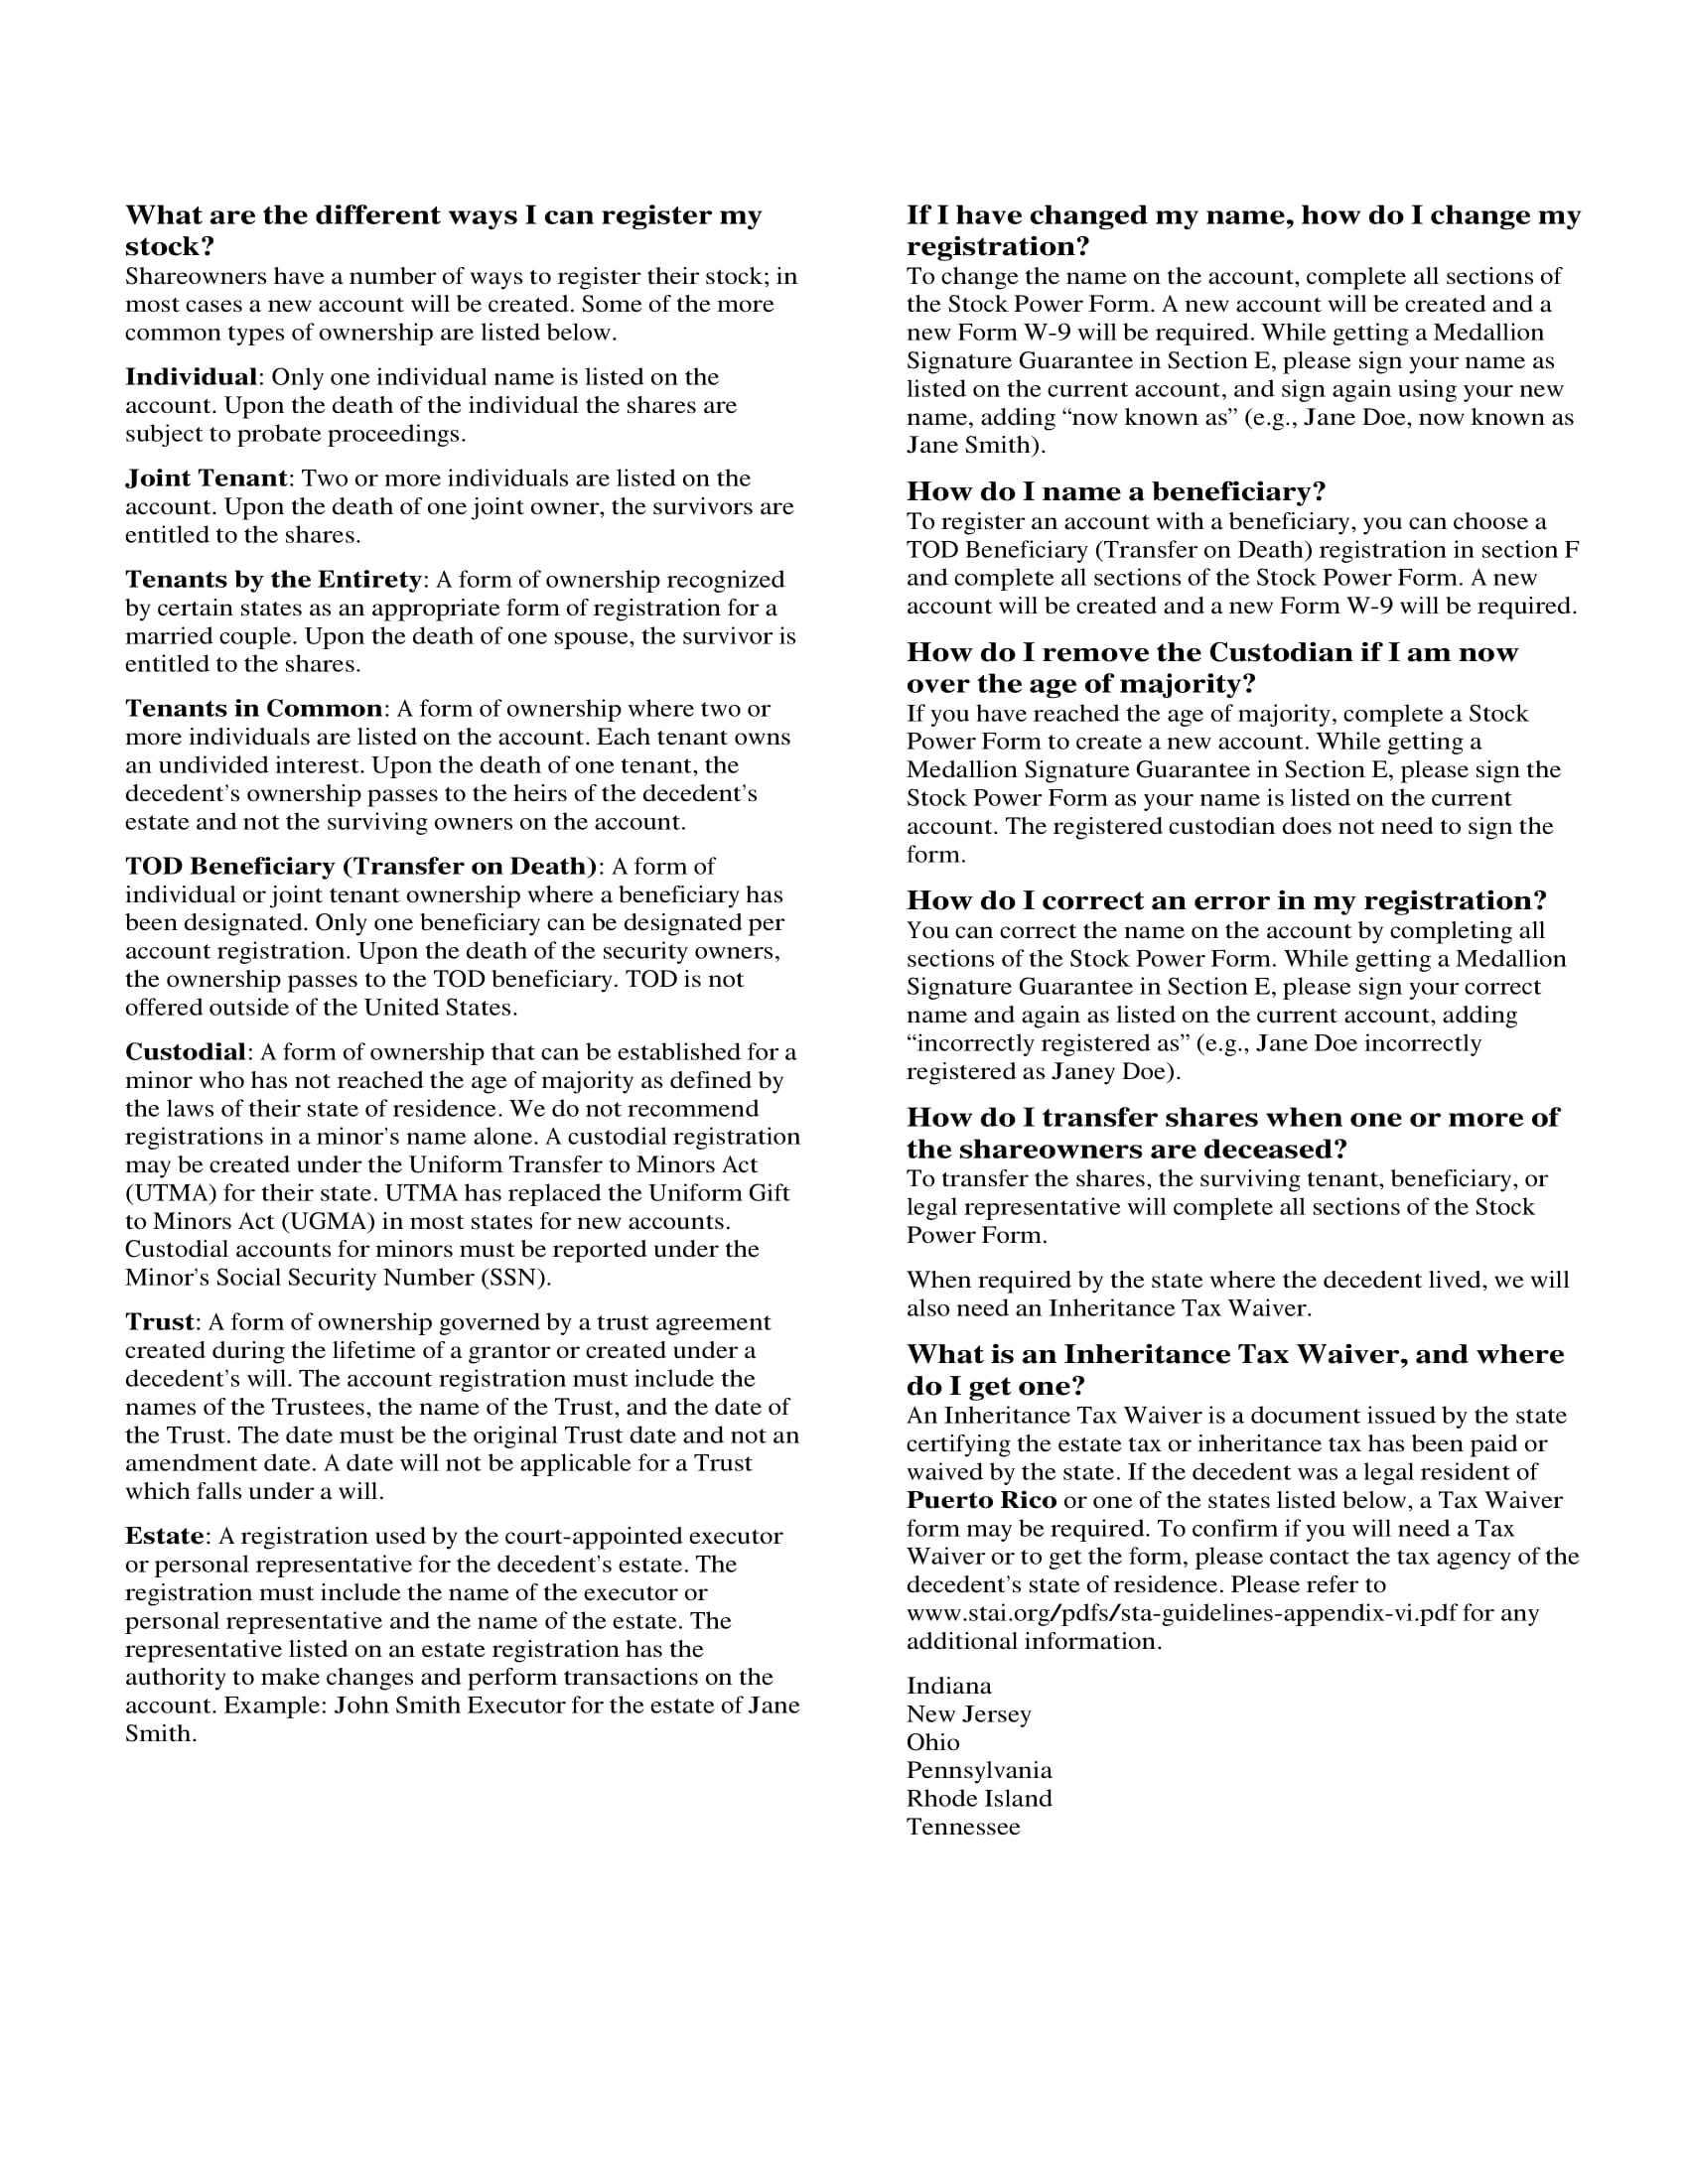 What are the different ways I can register my
stock?
Shareowners have a number of ways to register their stock; in
most cases a new account will be created. Some of the more
common types of ownership are listed below.
Individual: Only one individual name is listed on the
account. Upon the death of the individual the shares are
subject to probate proceedings.
Joint Tenant: Two or more individuals are listed on the
account. Upon the death of one joint owner, the survivors are
entitled to the shares.
Tenants by the Entirety: A form of ownership recognized
by certain states as an appropriate form of registration for a
married couple. Upon the death of one spouse, the survivor is
entitled to the shares.
Tenants in Common: A form of ownership where two or
more individuals are listed on the account. Each tenant owns
an undivided interest. Upon the death of one tenant, the
decedent’s ownership passes to the heirs of the decedent’s
estate and not the surviving owners on the account.
TOD Beneficiary (Transfer on Death): A form of
individual or joint tenant ownership where a beneficiary has
been designated. Only one beneficiary can be designated per
account registration. Upon the death of the security owners,
the ownership passes to the TOD beneficiary. TOD is not
offered outside of the United States.
Custodial: A form of ownership that can be established for a
minor who has not reached the age of majority as defined by
the laws of their state of residence. We do not recommend
registrations in a minor’s name alone. A custodial registration
may be created under the Uniform Transfer to Minors Act
(UTMA) for their state. UTMA has replaced the Uniform Gift
to Minors Act (UGMA) in most states for new accounts.
Custodial accounts for minors must be reported under the
Minor’s Social Security Number (SSN).
Trust: A form of ownership governed by a trust agreement
created during the lifetime of a grantor or created under a
decedent’s will. The account registration must include the
names of the Trustees, the name of the Trust, and the date of
the Trust. The date must be the original Trust date and not an
amendment date. A date will not be applicable for a Trust
which falls under a will.
Estate: A registration used by the court-appointed executor
or personal representative for the decedent’s estate. The
registration must include the name of the executor or
personal representative and the name of the estate. The
representative listed on an estate registration has the
authority to make changes and perform transactions on the
account. Example: John Smith Executor for the estate of Jane
Smith.
If I have changed my name, how do I change my
registration?
To change the name on the account, complete all sections of
the Stock Power Form. A new account will be created and a
new Form W-9 will be required. While getting a Medallion
Signature Guarantee in Section E, please sign your name as
listed on the current account, and sign again using your new
name, adding “now known as” (e.g., Jane Doe, now known as
Jane Smith).
How do I name a beneficiary?
To register an account with a beneficiary, you can choose a
TOD Beneficiary (Transfer on Death) registration in section F
and complete all sections of the Stock Power Form. A new
account will be created and a new Form W-9 will be required.
How do I remove the Custodian if I am now
over the age of majority?
If you have reached the age of majority, complete a Stock
Power Form to create a new account. While getting a
Medallion Signature Guarantee in Section E, please sign the
Stock Power Form as your name is listed on the current
account. The registered custodian does not need to sign the
form.
How do I correct an error in my registration?
You can correct the name on the account by completing all
sections of the Stock Power Form. While getting a Medallion
Signature Guarantee in Section E, please sign your correct
name and again as listed on the current account, adding
“incorrectly registered as” (e.g., Jane Doe incorrectly
registered as Janey Doe).
How do I transfer shares when one or more of
the shareowners are deceased?
To transfer the shares, the surviving tenant, beneficiary, or
legal representative will complete all sections of the Stock
Power Form.
When required by the state where the decedent lived, we will
also need an Inheritance Tax Waiver.
What is an Inheritance Tax Waiver, and where
do I get one?
An Inheritance Tax Waiver is a document issued by the state
certifying the estate tax or inheritance tax has been paid or
waived by the state. If the decedent was a legal resident of
Puerto Rico or one of the states listed below, a Tax Waiver
form may be required. To confirm if you will need a Tax
Waiver or to get the form, please contact the tax agency of the
decedent’s state of residence. Please refer to
www.stai.org/pdfs/sta-guidelines-appendix-vi.pdf for any
additional information.
Indiana
New Jersey
Ohio
Pennsylvania
Rhode Island
Tennessee